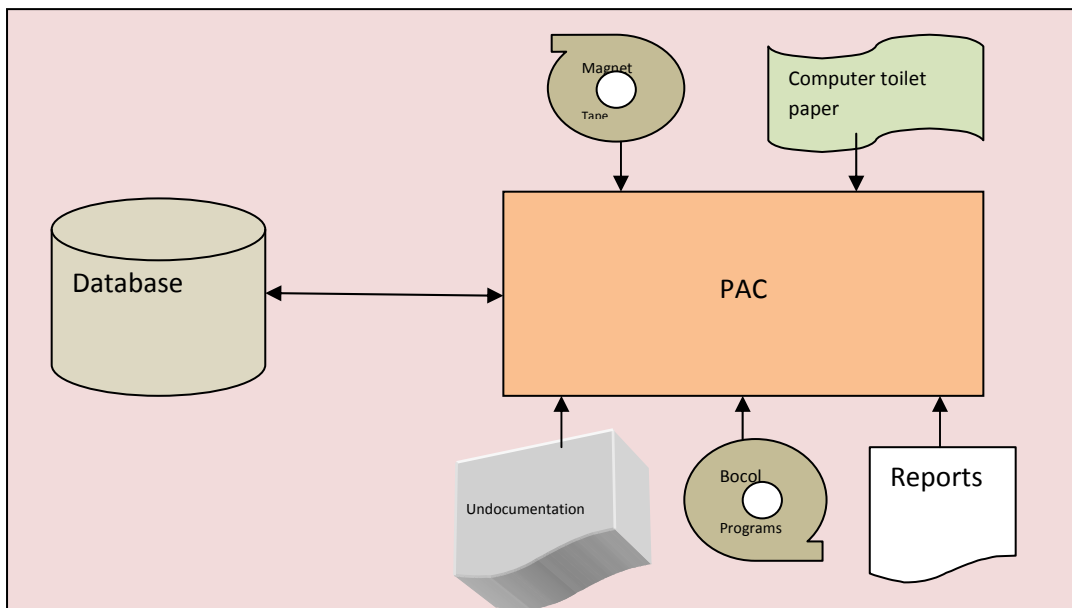 Magnet
Tape
Computer toilet
paper
Database
PAC
Undocumentation
Bocol
Programs
Reports